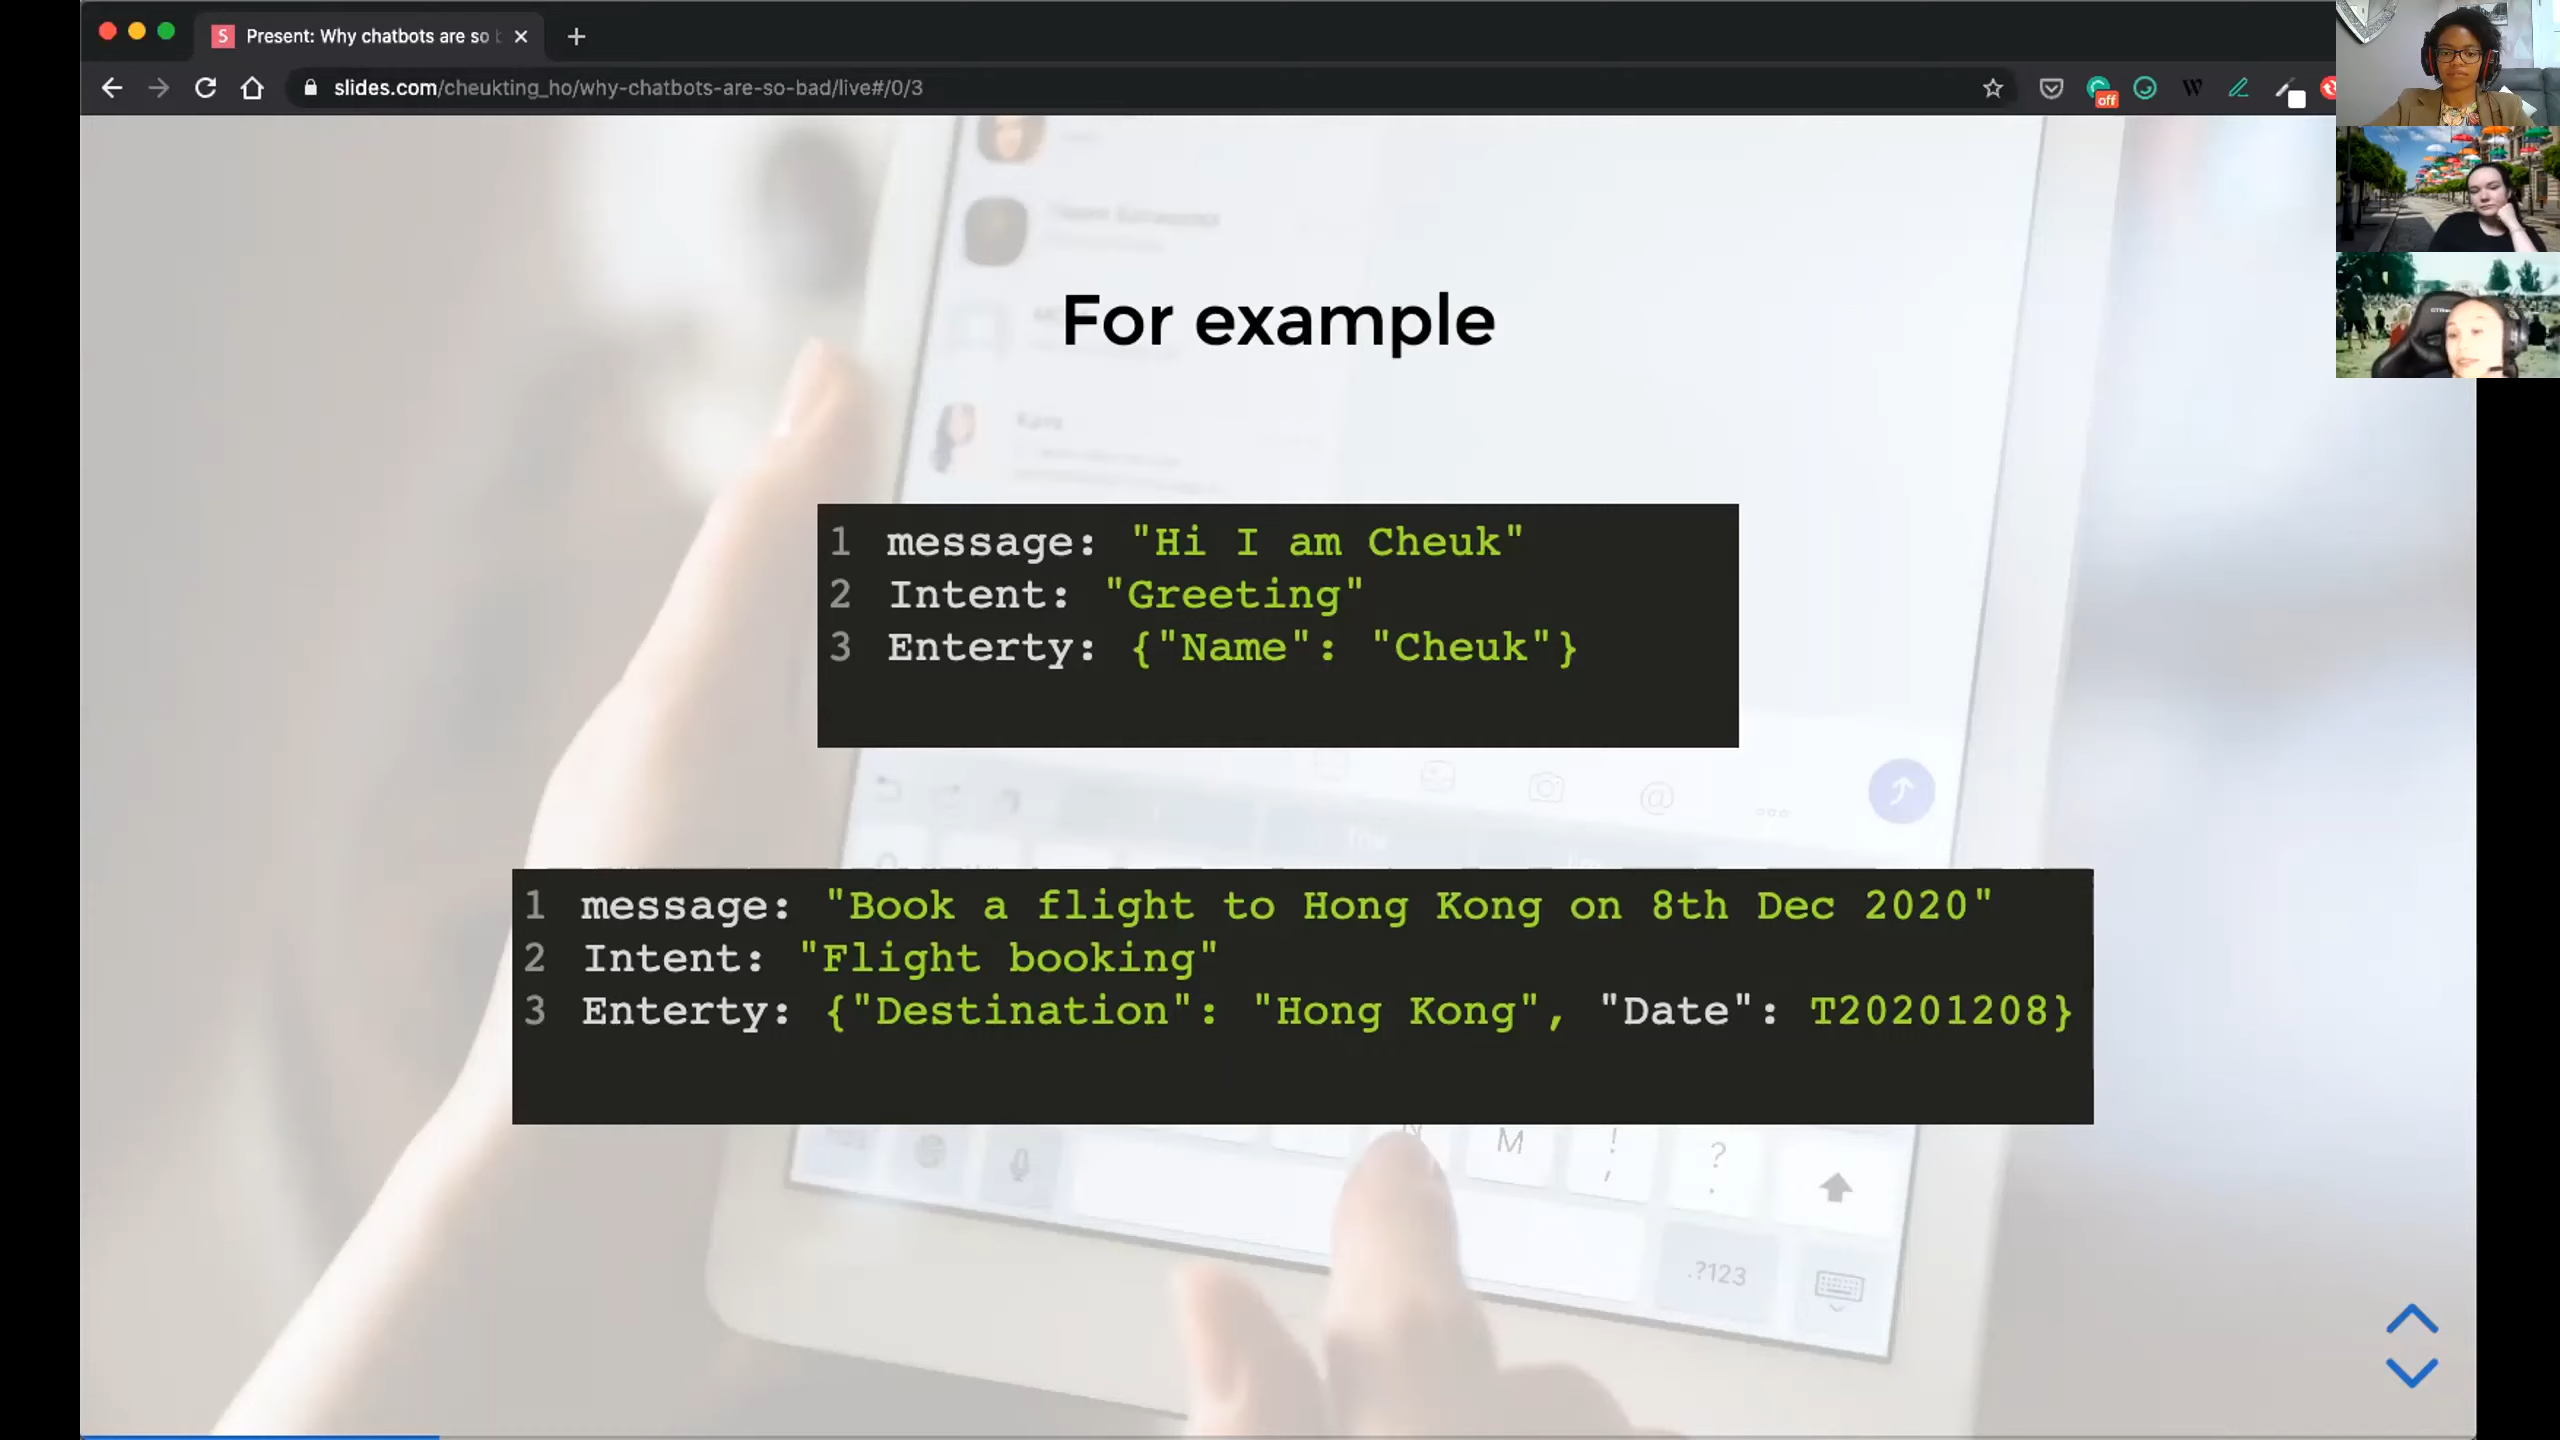 Present: Why chatbots are so
slides.com/cheukting_ho/why-chatbots-are-so-bad/live#/0/3
off
For example
1 message: "Hi I am Cheuk"
2 Intent: "Greeting"
3 Enterty: {"Name": "Cheuk"}
1 message: "Book a flight to Hong Kong on 8th Dec 2020"
2 Intent: "Flight booking"
3 Enterty: {"Destination": "Hong Kong", "Date": T20201208}
M ! , ? .
.?123